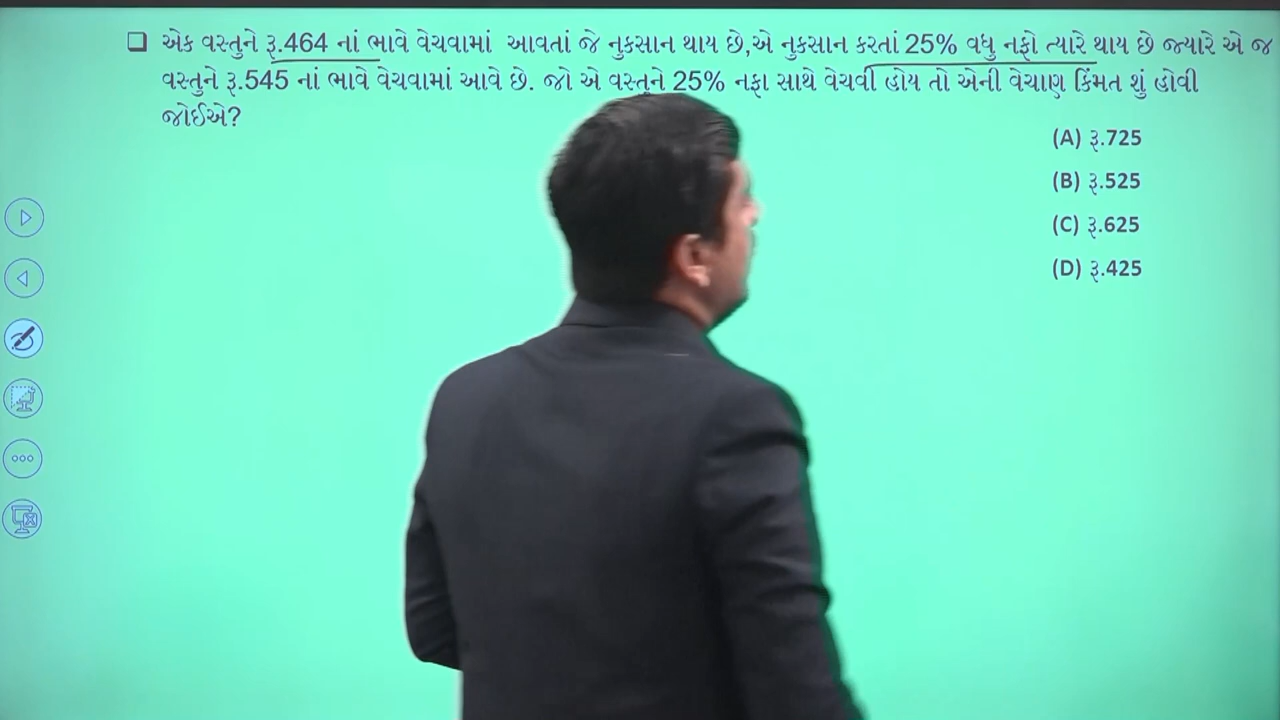 ❑ એક વસ્તુને રૂ.464 નાં ભાવે વેચવામાં આવતાં જે નુકસાન થાય છે,એ નુકસાન કરતાં 25% વધુ નફો ત્યારે થાય છે જ્યારે એ જ
વસ્તુને રૂ.545 નાં ભાવે વેચવામાં આવે છે. જો એ વસ્તુને 25% નફા સાથે વેચવી હોય તો એની વેચાણ કિંમત શું હોવી
જોઈએ?
(A) રૂ.725
(B) રૂ.525
(C) રૂ.625
(D) રૂ.425